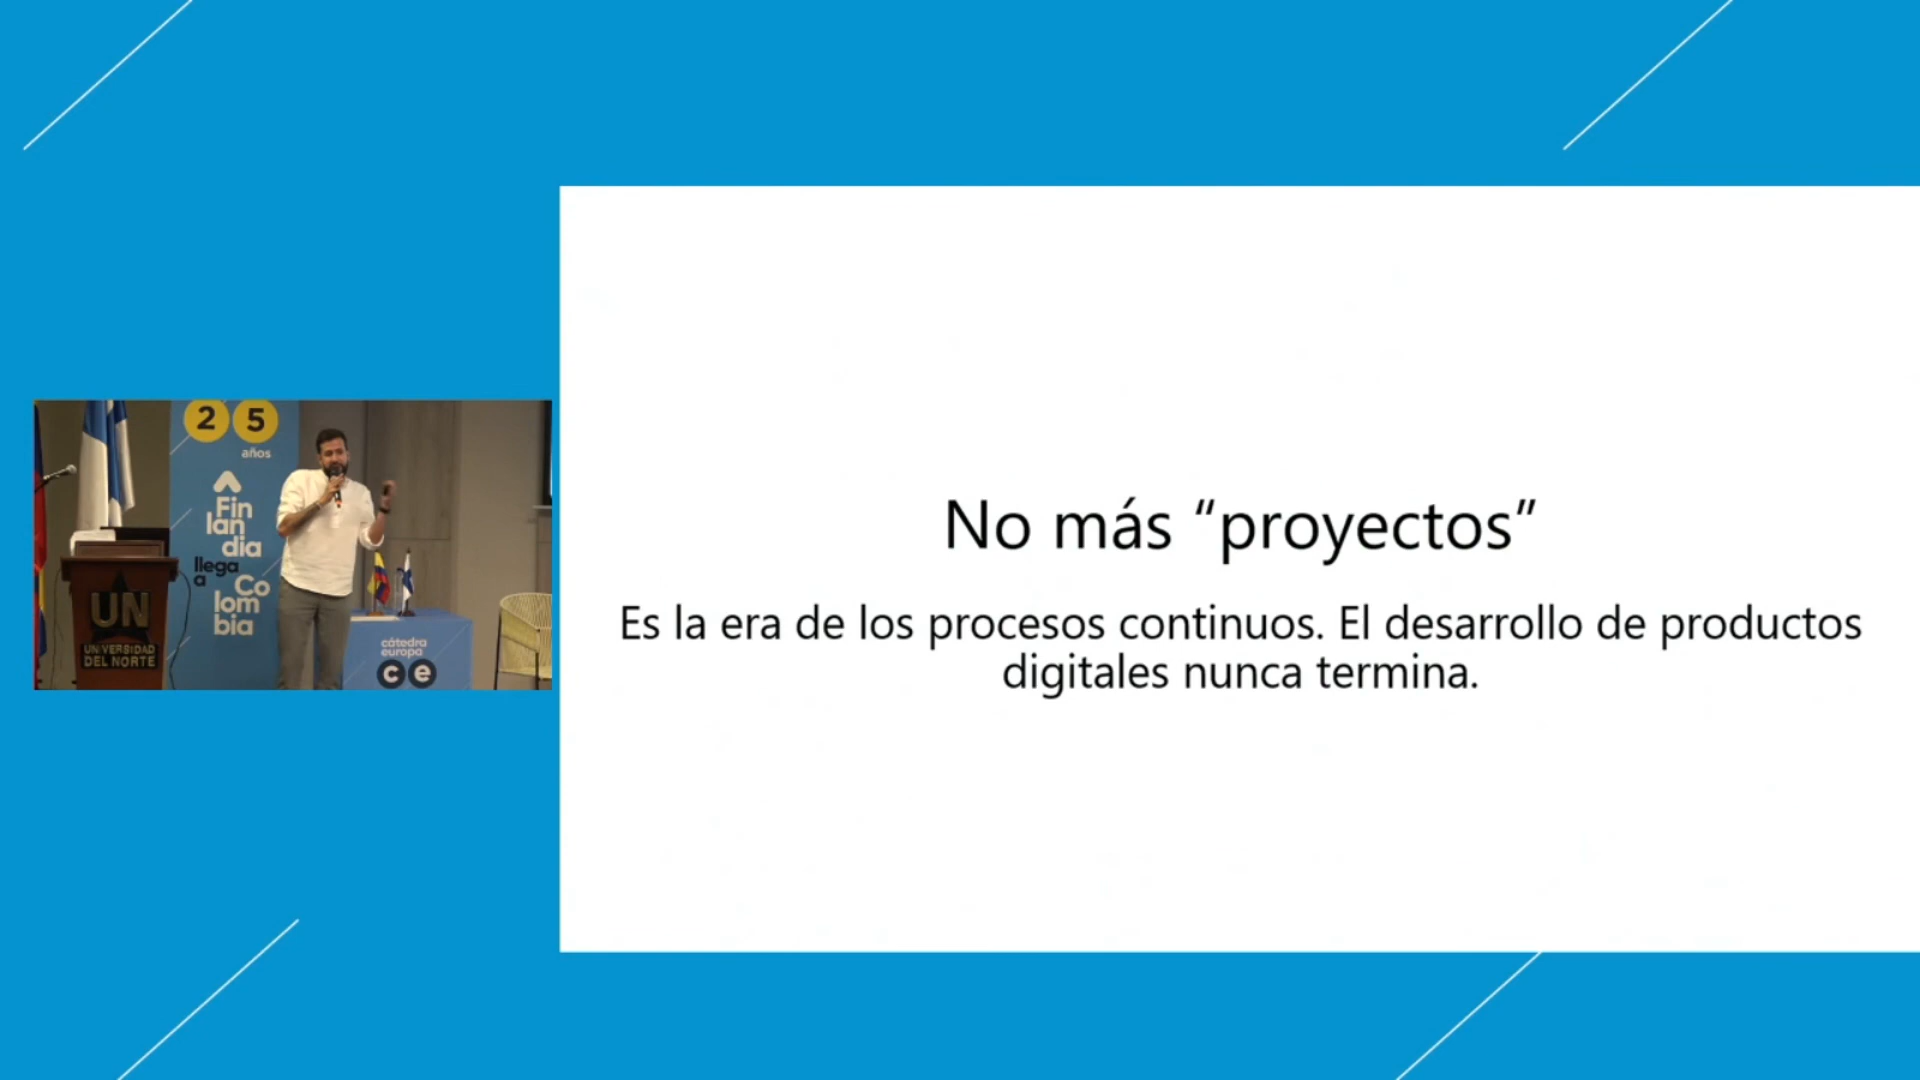 2 5
años
Fin
lan
dia
llega
a
Co
lom
bia
UN
UNIVERSIDAD
DEL NORTE
cátedra
europa
c e
No más “proyectos”
Es la era de los procesos continuos. El desarrollo de productos
digitales nunca termina.